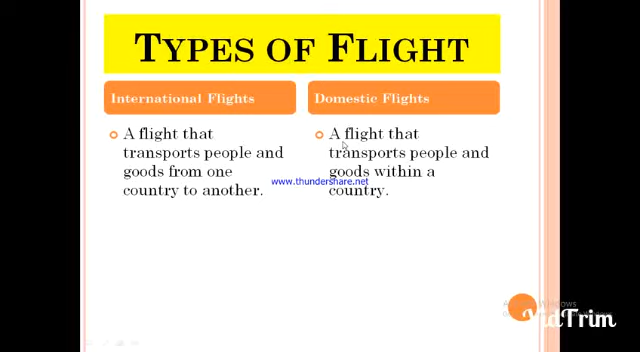 TYPES OF FLIGHT
International Flights
A flight that
transports people and
goods from one
country to another.
Domestic Flights
A flight that
transports people and
goods within a
country.
www.thundershare.net
VidTrim